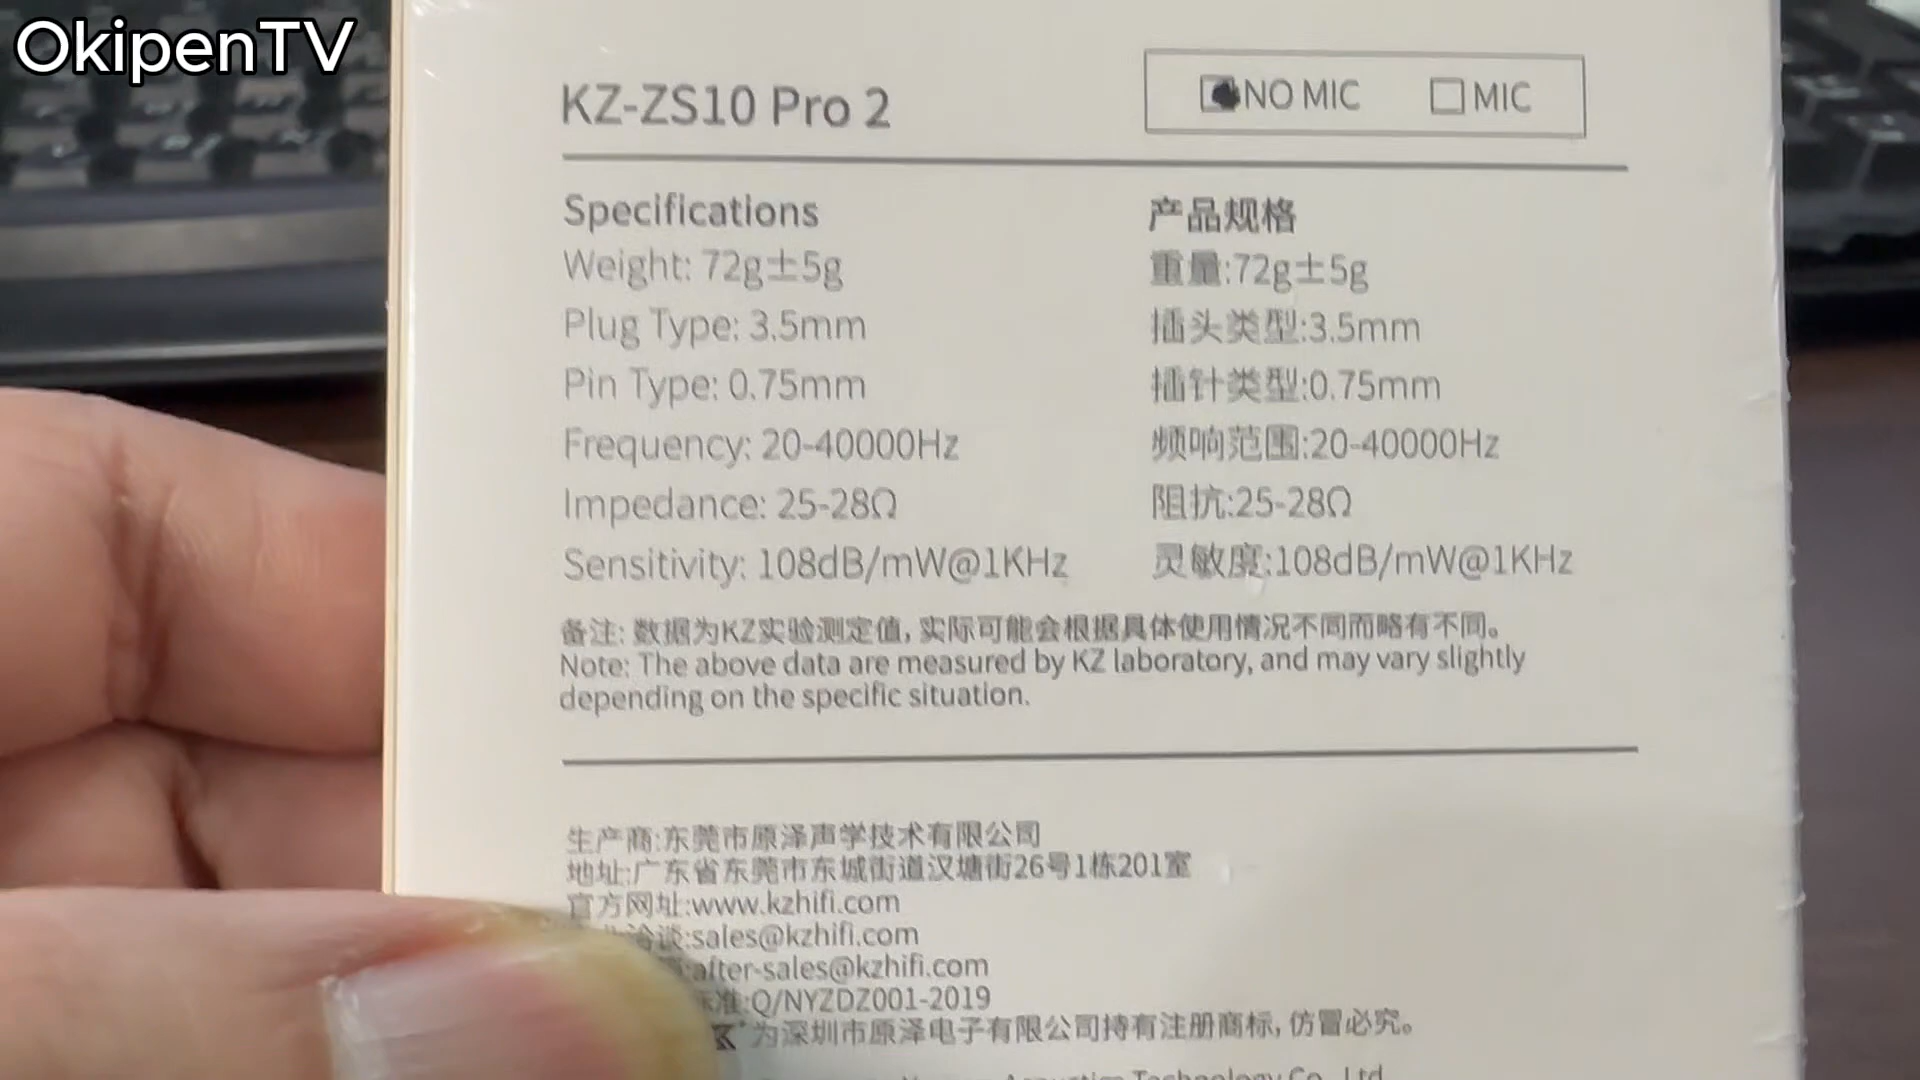 OkipenTV
KZ-ZS10 Pro 2
NO MIC MIC
Specifications
Weight: 72g±5g
Plug Type: 3.5mm
Pin Type: 0.75mm
Frequency: 20-40000Hz
Impedance: 25-28Ω
Sensitivity: 108dB/mW@1KHz
产品规格
重量:72g±5g
插头类型:3.5mm
插针类型:0.75mm
频响范围:20-40000Hz
阻抗:25-28Ω
灵敏度:108dB/mW@1KHz
备注: 数据为KZ实验测定值, 实际可能会根据具体使用情况不同而略有不同。
Note: The above data are measured by KZ laboratory, and may vary slightly
depending on the specific situation.
生产商:东莞市原泽声学技术有限公司
地址:广东省东莞市东城街道汉塘街26号1栋201室
官方网址:www.kzhifi.com
洽谈:sales@kzhifi.com
:after-sales@kzhifi.com
标准:Q/NYZDZ001-2019
为深圳市原泽电子有限公司持有注册商标, 仿冒必究。
Technology Co., Ltd